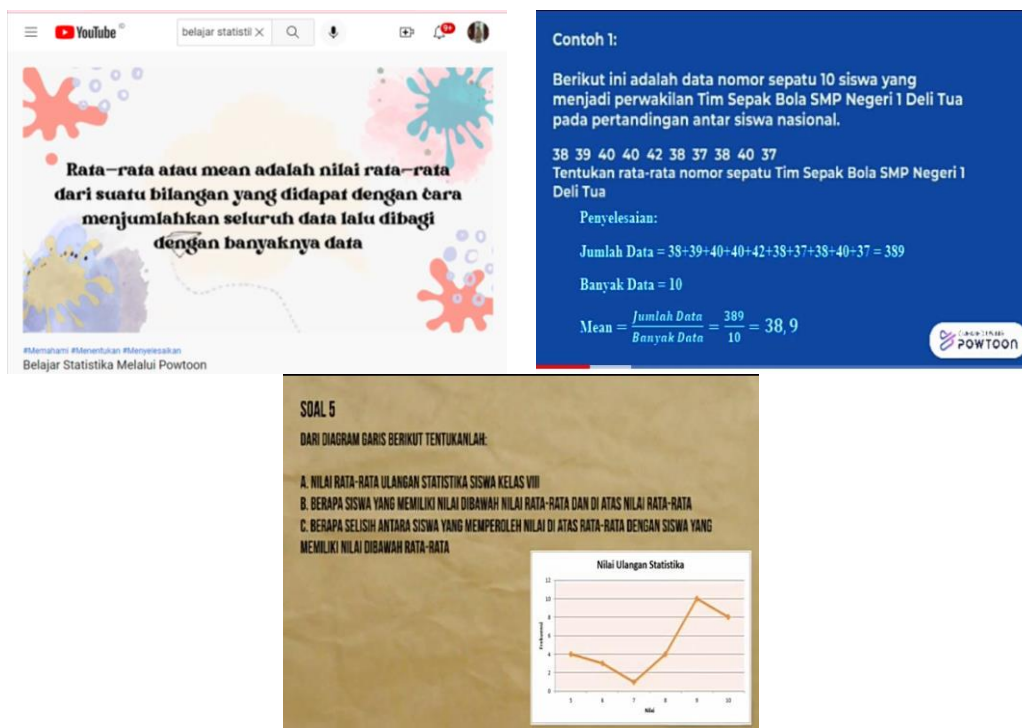 YouTube
ID
belajar statistil
9+
Rata-rata atau mean adalah nilai rata-rata
dari suatu bilangan yang didapat dengan cara
menjumlahkan seluruh data lalu dibagi
dengan banyaknya data
#Memahami #Menentukan #Menyelesaikan
Belajar Statistika Melalui Powtoon
Contoh 1:
Berikut ini adalah data nomor sepatu 10 siswa yang
menjadi perwakilan Tim Sepak Bola SMP Negeri 1 Deli Tua
pada pertandingan antar siswa nasional.
38 39 40 40 42 38 37 38 40 37
Tentukan rata-rata nomor sepatu Tim Sepak Bola SMP Negeri 1
Deli Tua
Penyelesaian:
Jumlah Data = 38+39+40+40+42+38+37+38+40+37 = 389
Banyak Data = 10
Mean = Jumlah Data / Banyak Data = 389 / 10 = 38,9
POWTOON
SOAL 5
DARI DIAGRAM GARIS BERIKUT TENTUKANLAH:
A. NILAI RATA-RATA ULANGAN STATISTIKA SISWA KELAS VIII
B. BERAPA SISWA YANG MEMILIKI NILAI DIBAWAH NILAI RATA-RATA DAN DI ATAS NILAI RATA-RATA
C. BERAPA SELISIH ANTARA SISWA YANG MEMPEROLEH NILAI DI ATAS RATA-RATA DENGAN SISWA YANG
MEMILIKI NILAI DIBAWAH RATA-RATA
Nilai Ulangan Statistika
12
10
8
6
4
2
0
5 6 7 8 9 10
Nilai